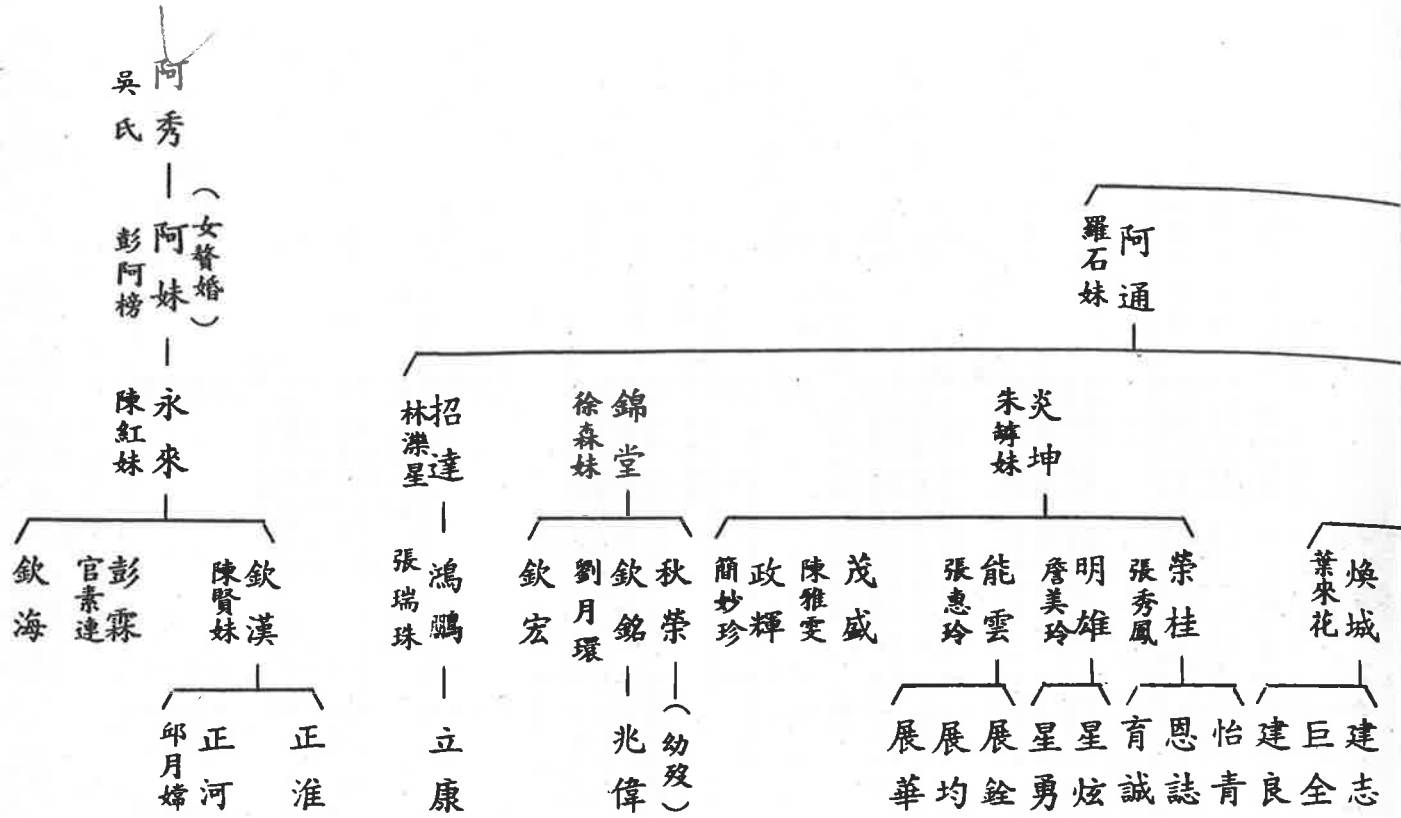 阿通
羅石妹
炎坤
朱罇妹
錦堂
徐森妹
招達
林濼星
煥城
葉來花
榮桂
張秀鳳
明雄
詹美玲
能雲
張惠玲
茂盛
陳雅雯
政輝
簡妙珍
秋榮
欽銘
劉月環
欽宏
鴻鵬
張瑞珠
建志
巨全
建良
怡青
恩誌
育誠
星炫
星勇
展銓
展均
展華
（幼歿）
兆偉
立康
阿秀
吳氏
（女贅婚）
阿妹
彭阿榜
永來
陳紅妹
欽漢
陳賢妹
彭霖
官素連
欽海
正淮
正河
邱月嫦